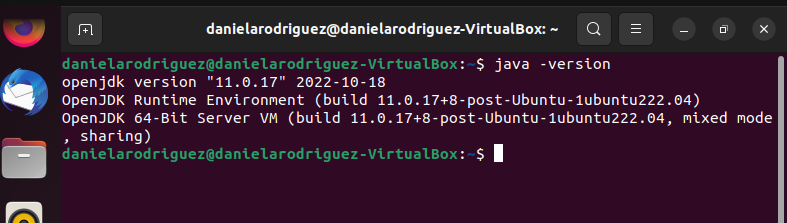 danielarodriguez@danielarodriguez-VirtualBox: ~
danielarodriguez@danielarodriguez-VirtualBox:~$ java -version
openjdk version "11.0.17" 2022-10-18
OpenJDK Runtime Environment (build 11.0.17+8-post-Ubuntu-1ubuntu222.04)
OpenJDK 64-Bit Server VM (build 11.0.17+8-post-Ubuntu-1ubuntu222.04, mixed mode
, sharing)
danielarodriguez@danielarodriguez-VirtualBox:~$